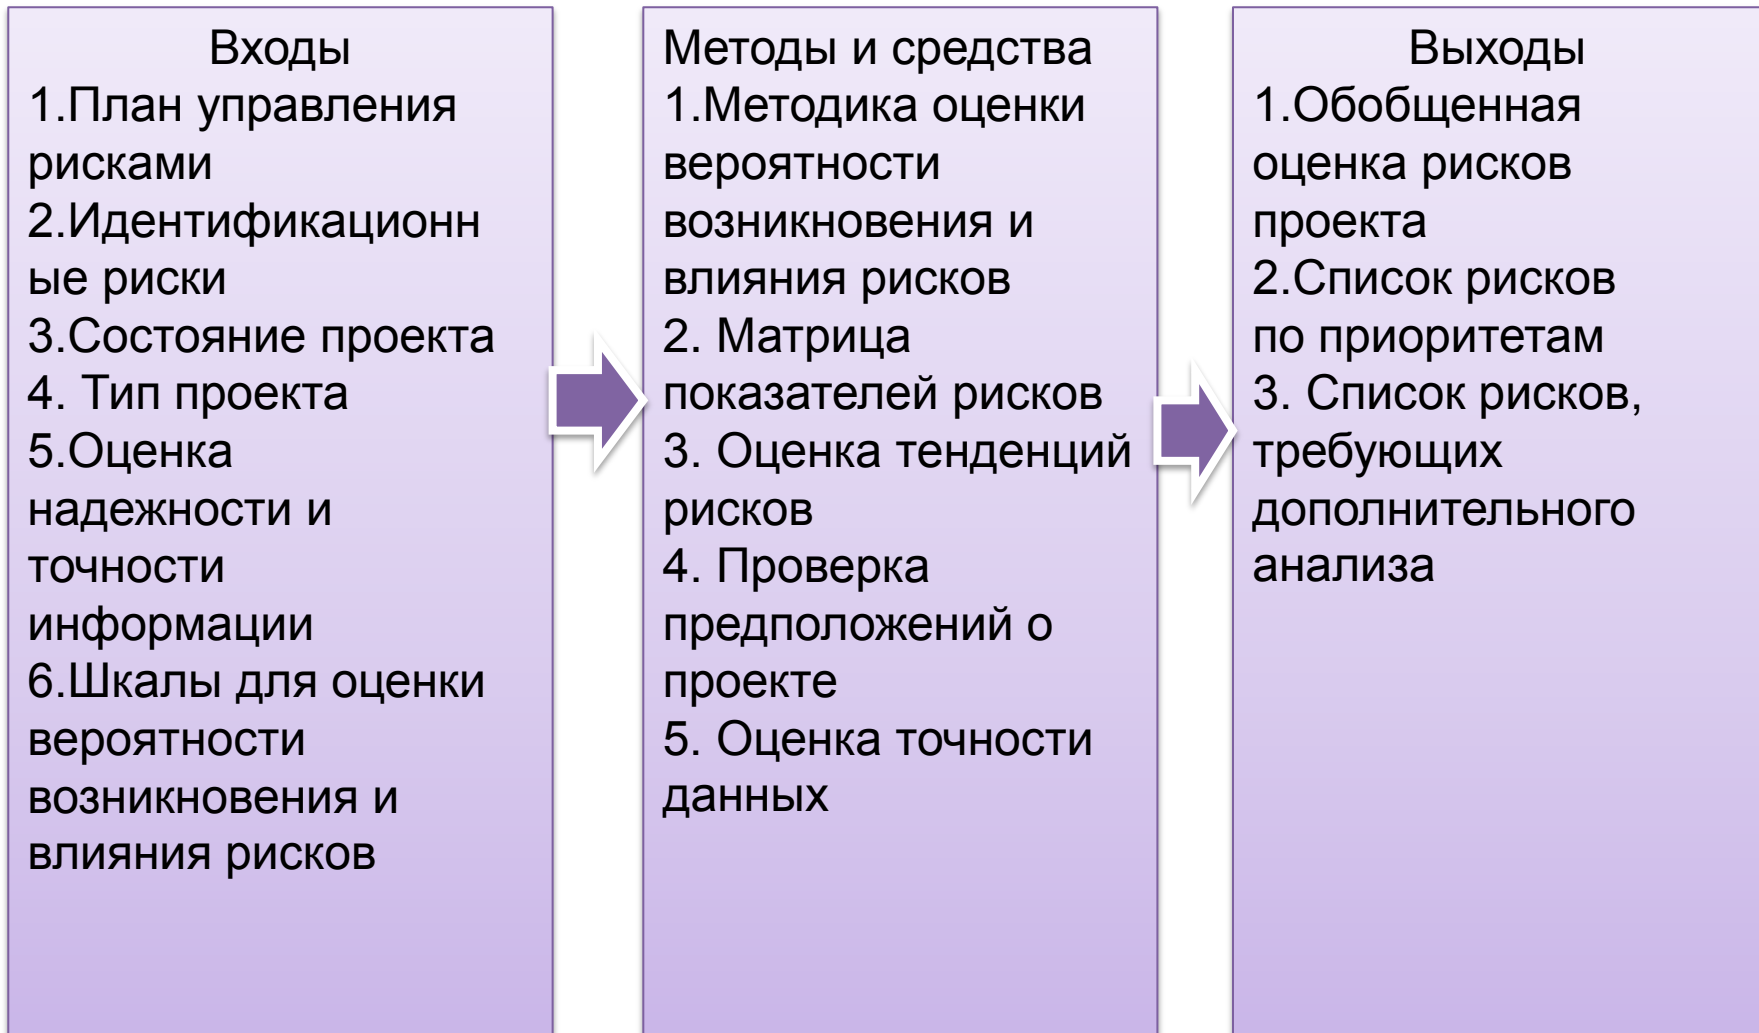 Входы
1.План управления
рисками
2.Идентификационн
ые риски
3.Состояние проекта
4. Тип проекта
5.Оценка
надежности и
точности
информации
6.Шкалы для оценки
вероятности
возникновения и
влияния рисков
Методы и средства
1.Методика оценки
вероятности
возникновения и
влияния рисков
2. Матрица
показателей рисков
3. Оценка тенденций
рисков
4. Проверка
предположений о
проекте
5. Оценка точности
данных
Выходы
1.Обобщенная
оценка рисков
проекта
2.Список рисков
по приоритетам
3. Список рисков,
требующих
дополнительного
анализа